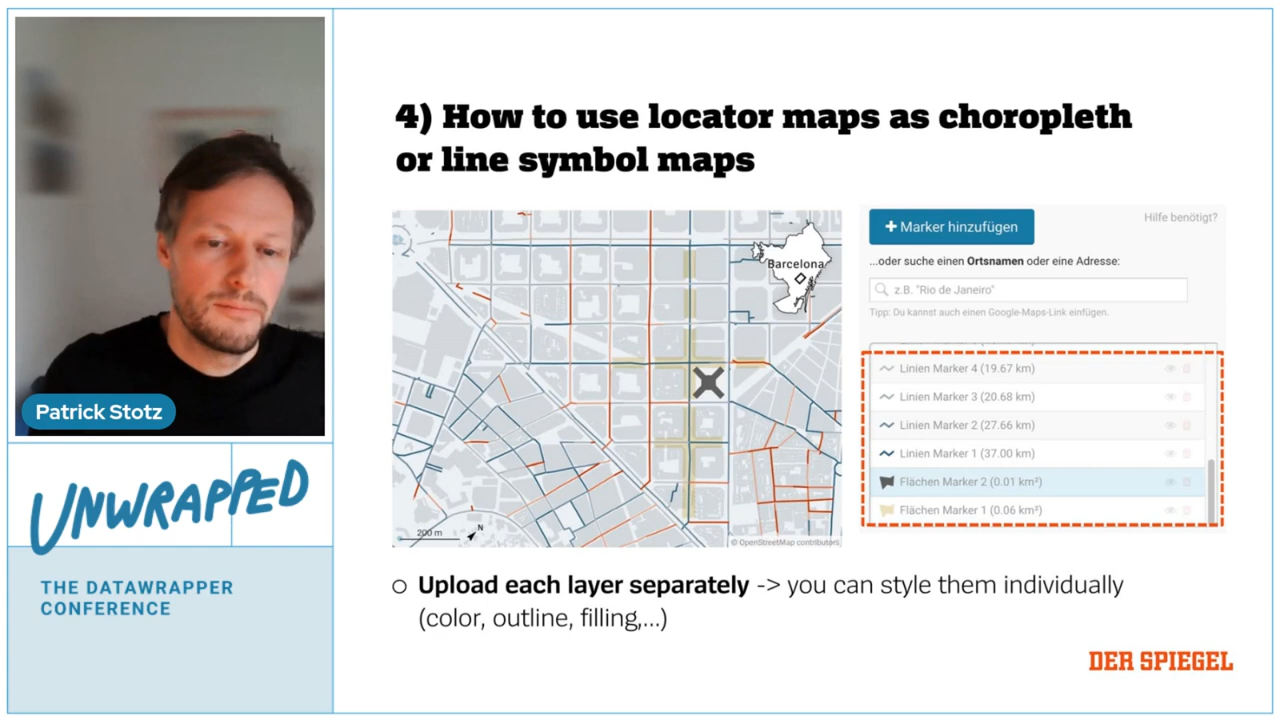 Patrick Stotz
UNWRAPPED
THE DATAWRAPPER
CONFERENCE
4) How to use locator maps as choropleth
or line symbol maps
Barcelona
200 m
N
© OpenStreetMap contributors
+ Marker hinzufügen
Hilfe benötigt?
...oder suche einen Ortsnamen oder eine Adresse:
z.B. "Rio de Janeiro"
Tipp: Du kannst auch einen Google-Maps-Link einfügen.
Linien Marker 4 (19.67 km)
Linien Marker 3 (20.68 km)
Linien Marker 2 (27.66 km)
Linien Marker 1 (37.00 km)
Flächen Marker 2 (0.01 km²)
Flächen Marker 1 (0.06 km²)
Upload each layer separately -> you can style them individually
(color, outline, filling,...)
DER SPIEGEL